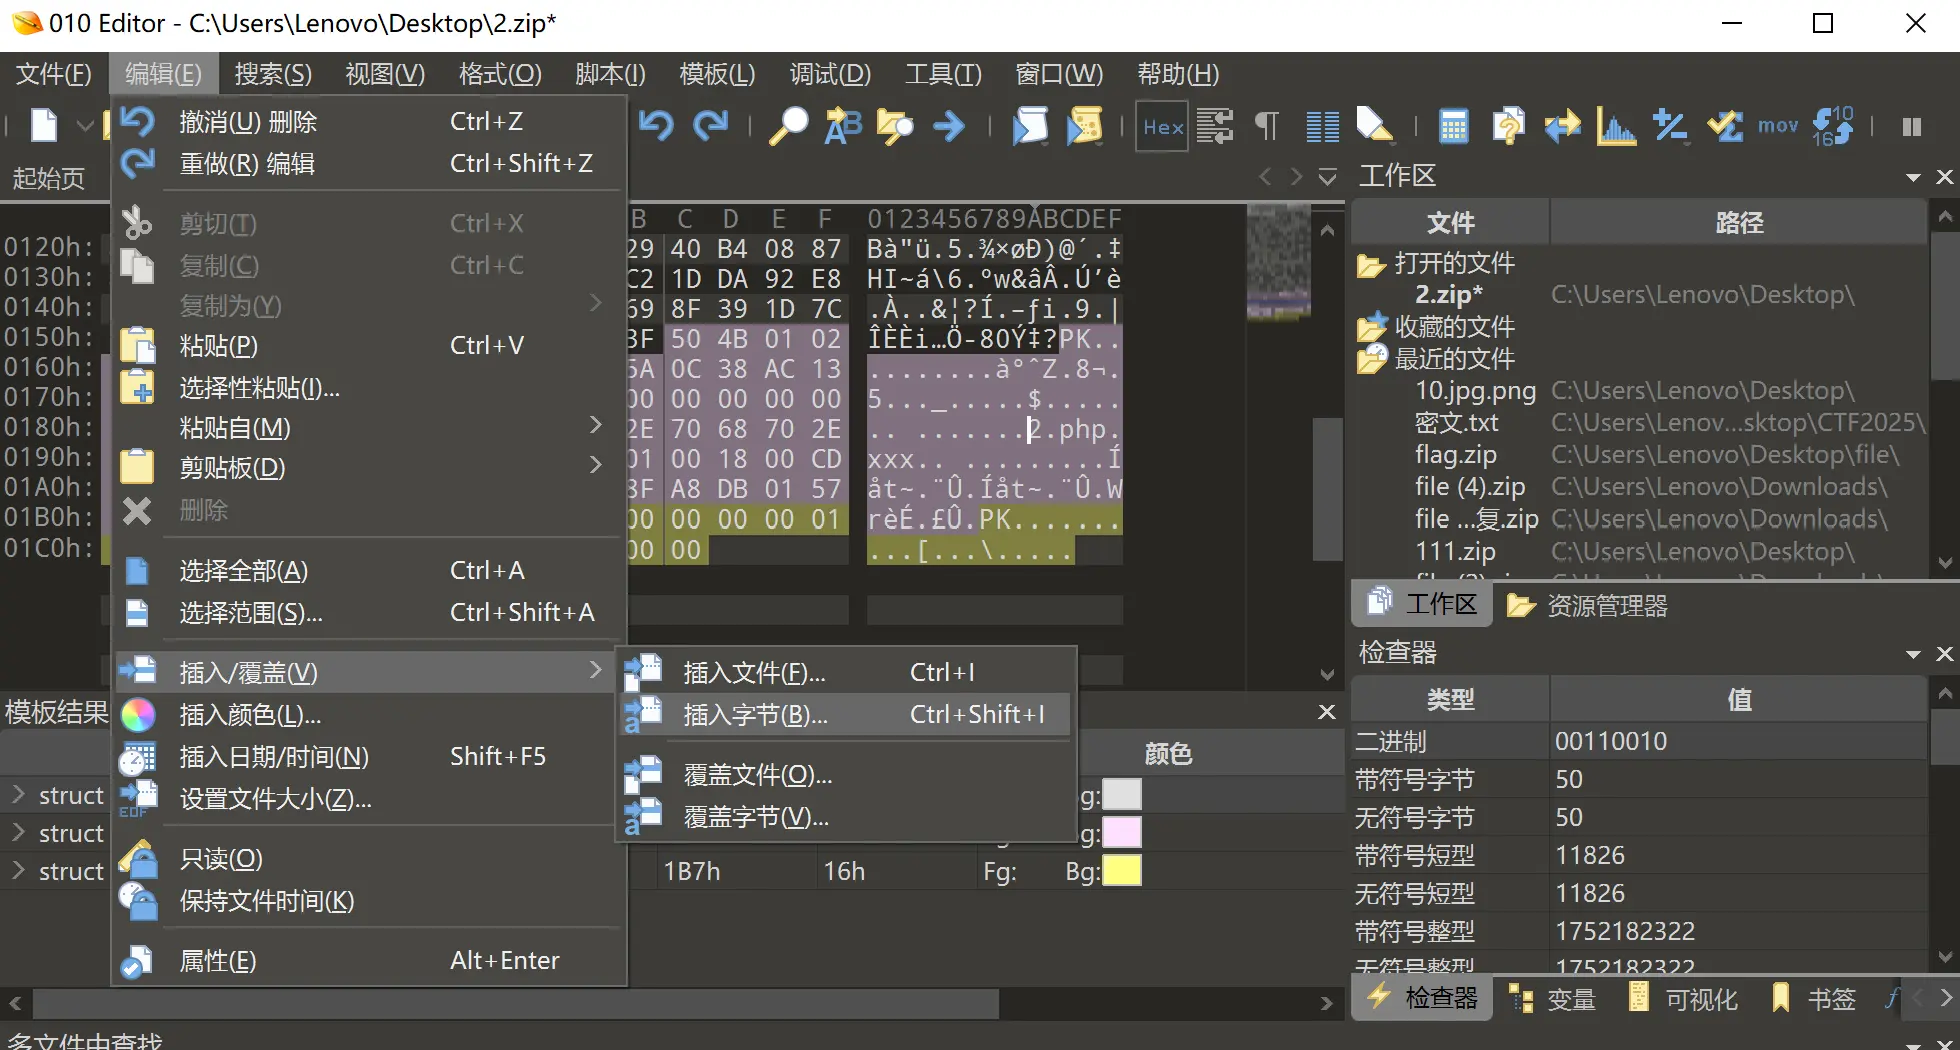 010 Editor - C:\Users\Lenovo\Desktop\2.zip*
文件(F) 编辑(E) 搜索(S) 视图(V) 格式(O) 脚本(I) 模板(L) 调试(D) 工具(T) 窗口(W) 帮助(H)
Hex mov 10 16
起始页
撤消(U) 删除 Ctrl+Z
重做(R) 编辑 Ctrl+Shift+Z
剪切(T) Ctrl+X
复制(C) Ctrl+C
复制为(Y)
粘贴(P) Ctrl+V
选择性粘贴(I)...
粘贴自(M)
剪贴板(D)
删除
选择全部(A) Ctrl+A
选择范围(S)... Ctrl+Shift+A
插入/覆盖(V)
插入颜色(L)...
插入日期/时间(N) Shift+F5
设置文件大小(Z)...
只读(O)
保持文件时间(K)
属性(E) Alt+Enter
插入文件(F)... Ctrl+I
插入字节(B)... Ctrl+Shift+I
覆盖文件(O)...
覆盖字节(V)...
B C D E F 0123456789ABCDEF
0120h: 29 40 B4 08 87 Bà"ü.5.¾×øÐ)@´.‡
0130h: C2 1D DA 92 E8 HI~á\6.ºw&âÂ.Ú’è
0140h: 69 8F 39 1D 7C .À..&¦?Í.–ƒi.9.|
0150h: 3F 50 4B 01 02 ÎÈÈi…Ö-8OÝ‡?PK..
0160h: 5A 0C 38 AC 13 ........à°ˆZ.8¬.
0170h: 00 00 00 00 00 5..._.....$.....
0180h: 2E 70 68 70 2E .. .......2.php.
0190h: 01 00 18 00 CD xxx.. .........Í
01A0h: 8F A8 DB 01 57 åt~.¨Û.Íåt~.¨Û.W
01B0h: 00 00 00 00 01 rèÉ.£Û.PK.......
01C0h: 00 00 ...[...\.....
模板结果
颜色
struct g:
struct g:
struct 1B7h 16h Fg: Bg:
多文件中查找
工作区
文件 路径
打开的文件
2.zip* C:\Users\Lenovo\Desktop\
收藏的文件
最近的文件
10.jpg.png C:\Users\Lenovo\Desktop\
密文.txt C:\Users\Lenov...sktop\CTF2025\
flag.zip C:\Users\Lenovo\Desktop\file\
file (4).zip C:\Users\Lenovo\Downloads\
file ...复.zip C:\Users\Lenovo\Downloads\
111.zip C:\Users\Lenovo\Desktop\
工作区 资源管理器
检查器
类型 值
二进制 00110010
带符号字节 50
无符号字节 50
带符号短型 11826
无符号短型 11826
带符号整型 1752182322
无符号整型 1752182322
检查器 变量 可视化 书签